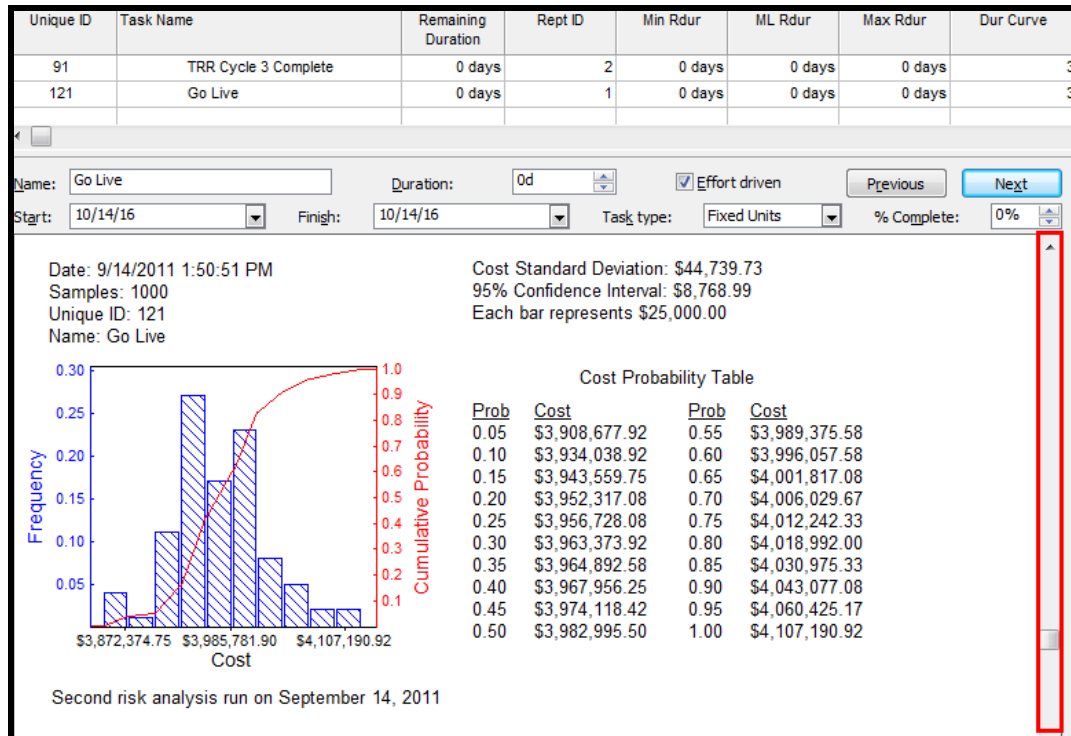 Unique ID Task Name Remaining Duration Rept ID Min Rdur ML Rdur Max Rdur Dur Curve
91 TRR Cycle 3 Complete 0 days 2 0 days 0 days 0 days 3
121 Go Live 0 days 1 0 days 0 days 0 days 3
Name: Go Live Duration: 0d Effort driven Previous Next
Start: 10/14/16 Finish: 10/14/16 Task type: Fixed Units % Complete: 0%
Date: 9/14/2011 1:50:51 PM
Samples: 1000
Unique ID: 121
Name: Go Live
Cost Standard Deviation: $44,739.73
95% Confidence Interval: $8,768.99
Each bar represents $25,000.00
Frequency
0.30
0.25
0.20
0.15
0.10
0.05
1.0
0.9
0.8
0.7
0.6
0.5
0.4
0.3
0.2
0.1
Cumulative Probability
$3,872,374.75 $3,985,781.90 $4,107,190.92
Cost
Cost Probability Table
Prob Cost Prob Cost
0.05 $3,908,677.92 0.55 $3,989,375.58
0.10 $3,934,038.92 0.60 $3,996,057.58
0.15 $3,943,559.75 0.65 $4,001,817.08
0.20 $3,952,317.08 0.70 $4,006,029.67
0.25 $3,956,728.08 0.75 $4,012,242.33
0.30 $3,963,373.92 0.80 $4,018,992.00
0.35 $3,964,892.58 0.85 $4,030,975.33
0.40 $3,967,956.25 0.90 $4,043,077.08
0.45 $3,974,118.42 0.95 $4,060,425.17
0.50 $3,982,995.50 1.00 $4,107,190.92
Second risk analysis run on September 14, 2011